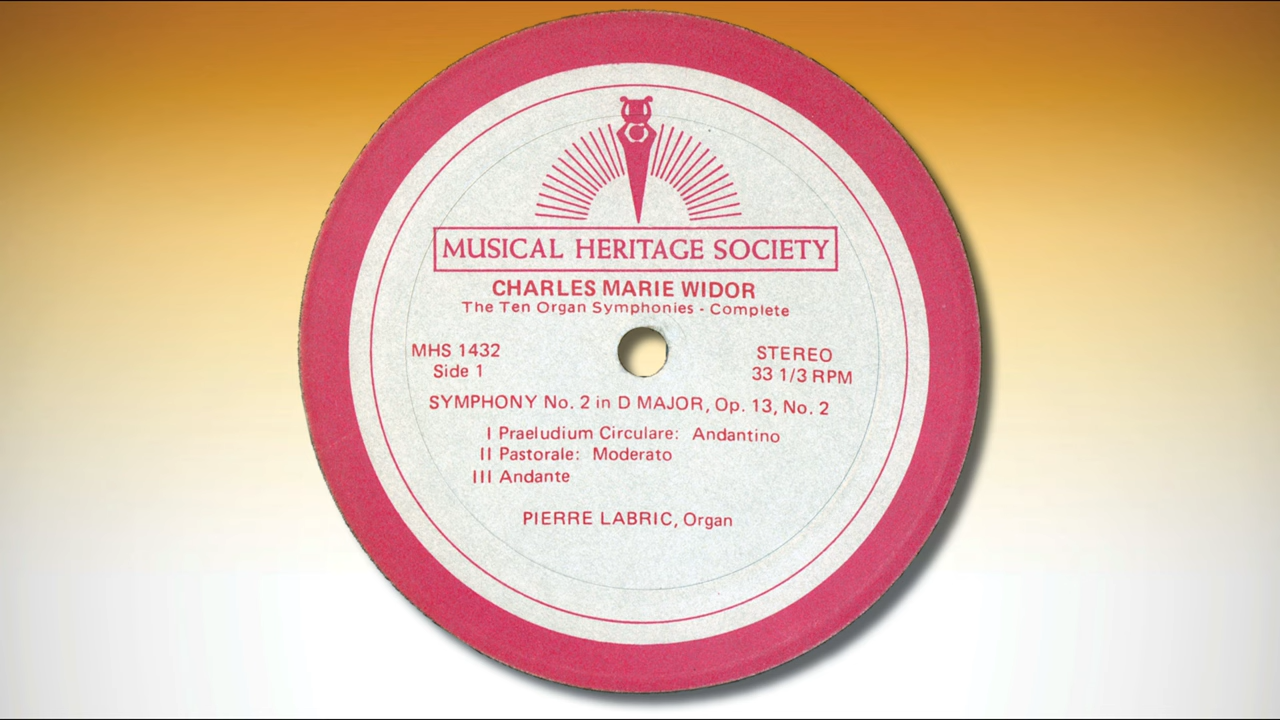 MUSICAL HERITAGE SOCIETY
CHARLES MARIE WIDOR
The Ten Organ Symphonies - Complete
MHS 1432
Side 1
STEREO
33 1/3 RPM
SYMPHONY No. 2 in D MAJOR, Op. 13, No. 2
I Praeludium Circulare: Andantino
II Pastorale: Moderato
III Andante
PIERRE LABRIC, Organ